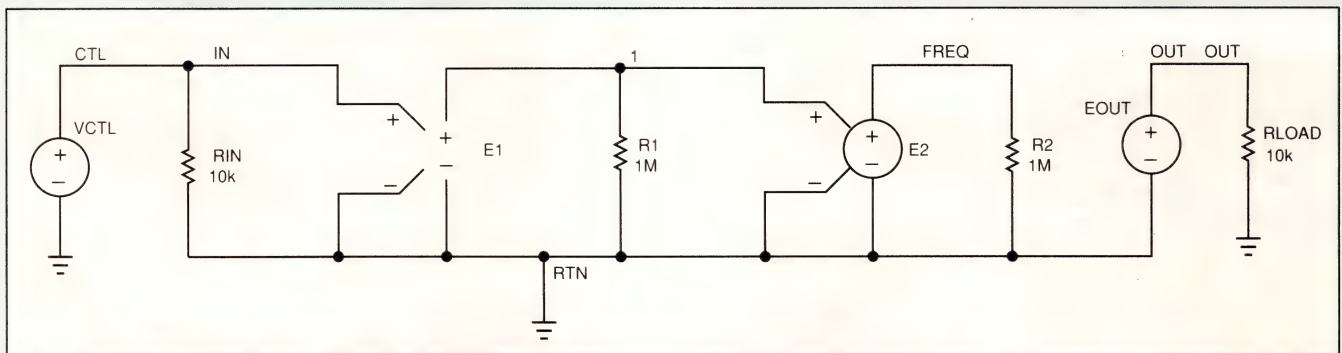 CTL
IN
1
FREQ
OUT OUT
VCTL
+
−
RIN
10k
+
−
+
−
E1
R1
1M
+
−
+
−
E2
R2
1M
EOUT
+
−
RLOAD
10k
RTN